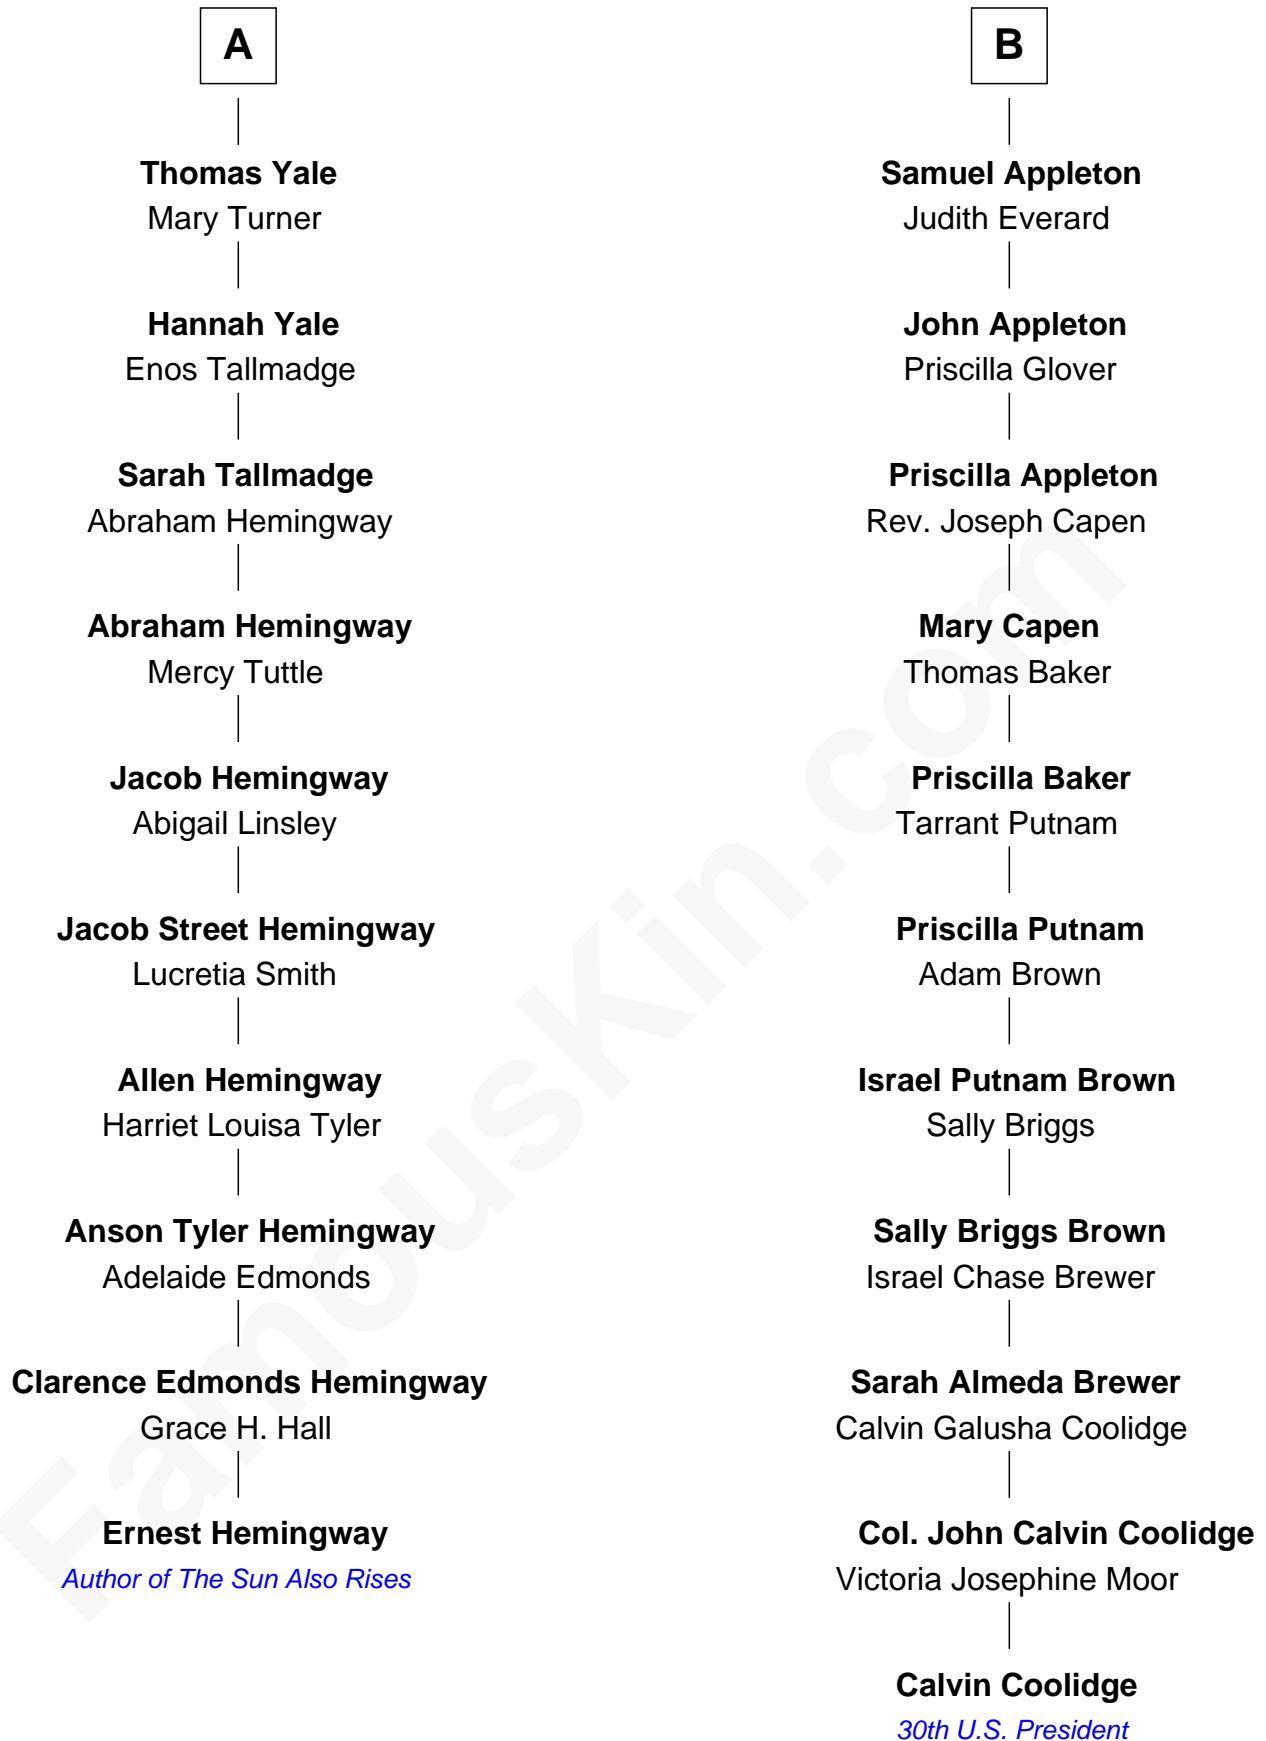 A
Thomas Yale
Mary Turner
Hannah Yale
Enos Tallmadge
Sarah Tallmadge
Abraham Hemingway
Abraham Hemingway
Mercy Tuttle
Jacob Hemingway
Abigail Linsley
Jacob Street Hemingway
Lucretia Smith
Allen Hemingway
Harriet Louisa Tyler
Anson Tyler Hemingway
Adelaide Edmonds
Clarence Edmonds Hemingway
Grace H. Hall
Ernest Hemingway
Author of The Sun Also Rises
B
Samuel Appleton
Judith Everard
John Appleton
Priscilla Glover
Priscilla Appleton
Rev. Joseph Capen
Mary Capen
Thomas Baker
Priscilla Baker
Tarrant Putnam
Priscilla Putnam
Adam Brown
Israel Putnam Brown
Sally Briggs
Sally Briggs Brown
Israel Chase Brewer
Sarah Almeda Brewer
Calvin Galusha Coolidge
Col. John Calvin Coolidge
Victoria Josephine Moor
Calvin Coolidge
30th U.S. President
FamousKin.com